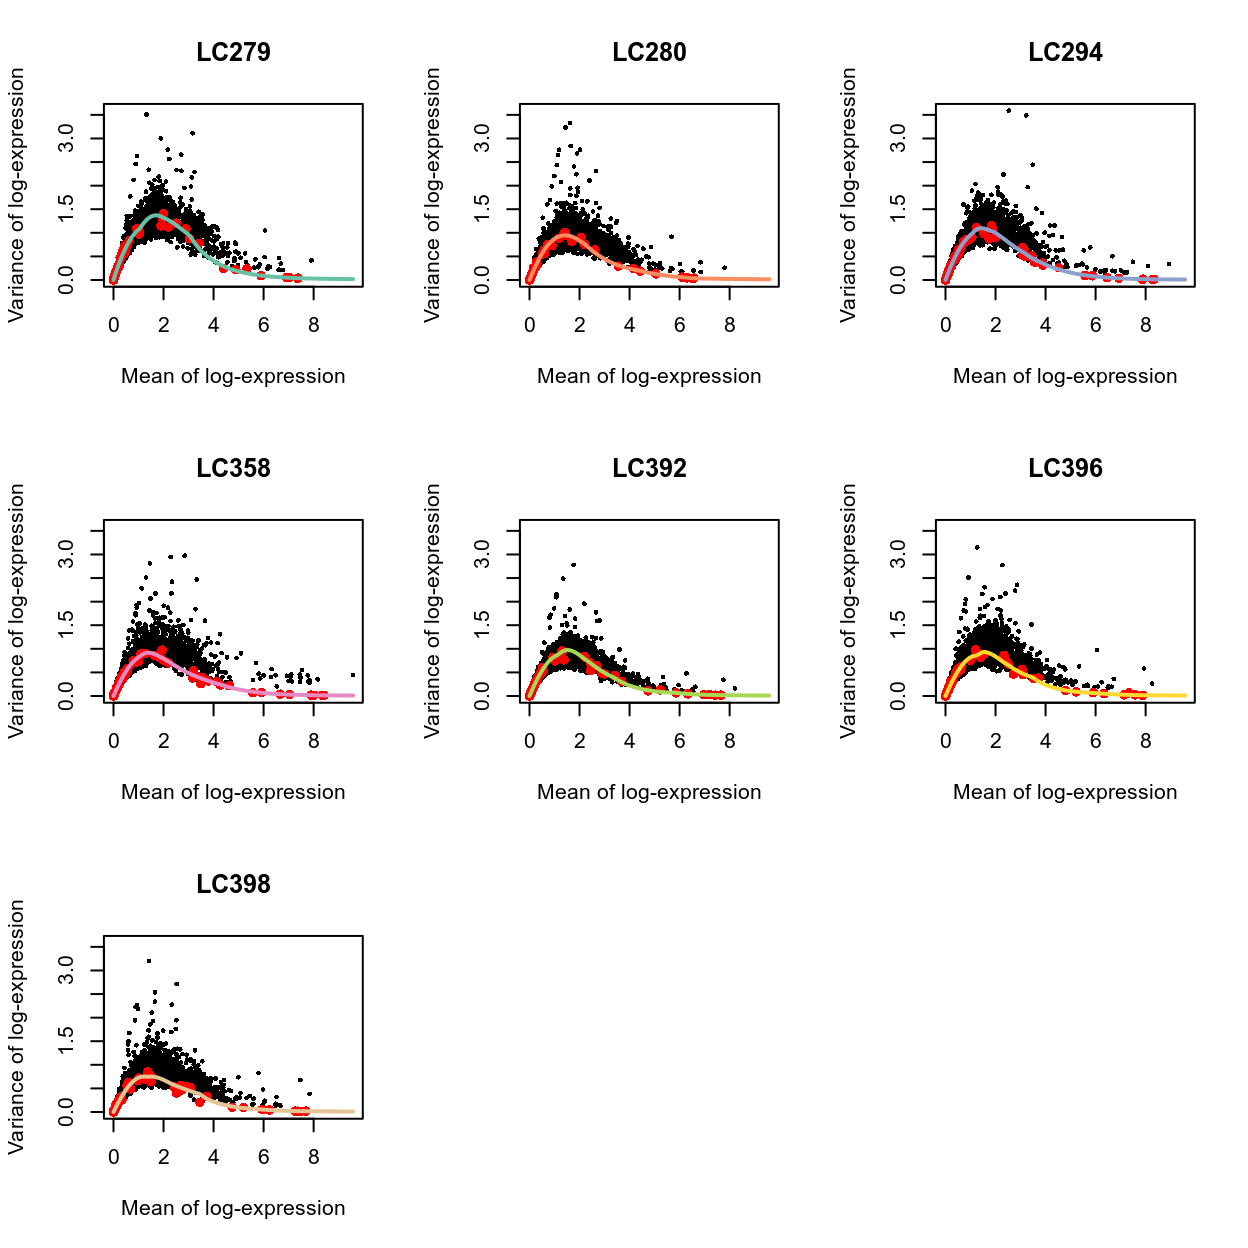 LC279
Variance of log-expression
0.0 1.5 3.0
0 2 4 6 8
Mean of log-expression
LC280
Variance of log-expression
0.0 1.5 3.0
0 2 4 6 8
Mean of log-expression
LC294
Variance of log-expression
0.0 1.5 3.0
0 2 4 6 8
Mean of log-expression
LC358
Variance of log-expression
0.0 1.5 3.0
0 2 4 6 8
Mean of log-expression
LC392
Variance of log-expression
0.0 1.5 3.0
0 2 4 6 8
Mean of log-expression
LC396
Variance of log-expression
0.0 1.5 3.0
0 2 4 6 8
Mean of log-expression
LC398
Variance of log-expression
0.0 1.5 3.0
0 2 4 6 8
Mean of log-expression